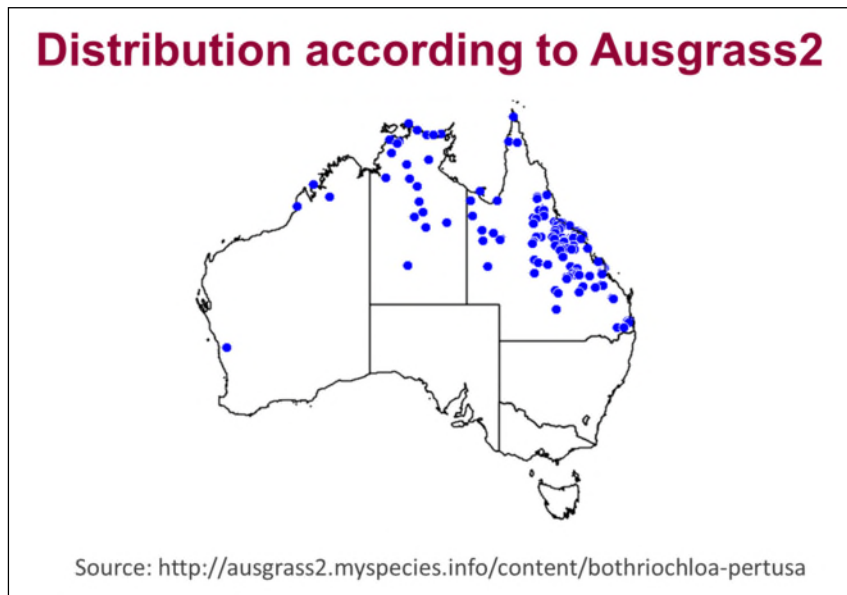 Distribution according to Ausgrass2
Source: http://ausgrass2.myspecies.info/content/bothriochloa-pertusa